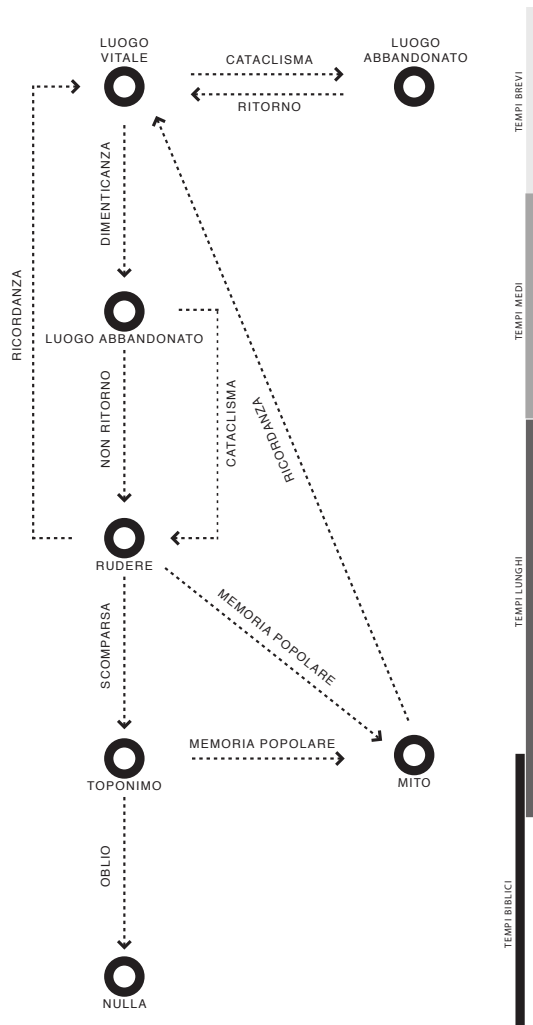 LUOGO
VITALE
CATACLISMA
LUOGO
ABBANDONATO
RITORNO
TEMPI BREVI
DIMENTICANZA
RICORDANZA
TEMPI MEDI
LUOGO ABBANDONATO
NON RITORNO
CATACLISMA
RICORDANZA
RUDERE
TEMPI LUNGHI
SCOMPARSA
MEMORIA POPOLARE
MEMORIA POPOLARE
TOPONIMO
MITO
OBLIO
TEMPI BIBLICI
NULLA